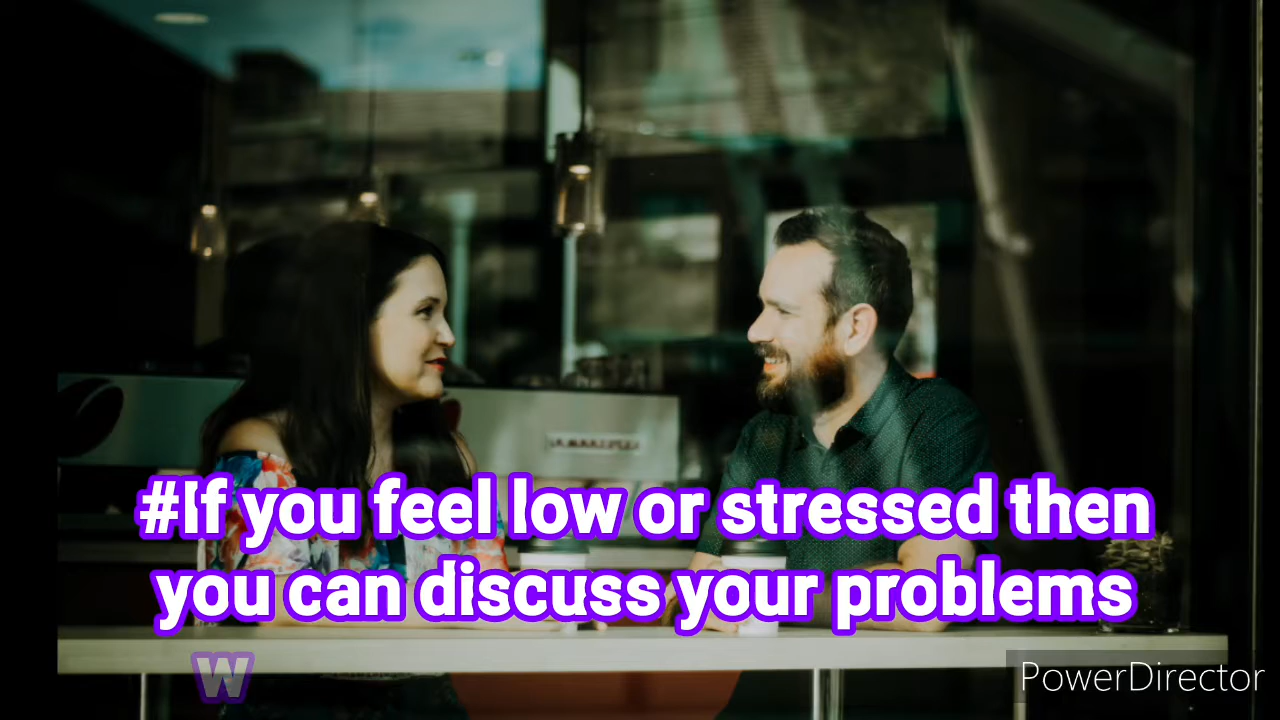 #If you feel low or stressed then
you can discuss your problems
w
PowerDirector